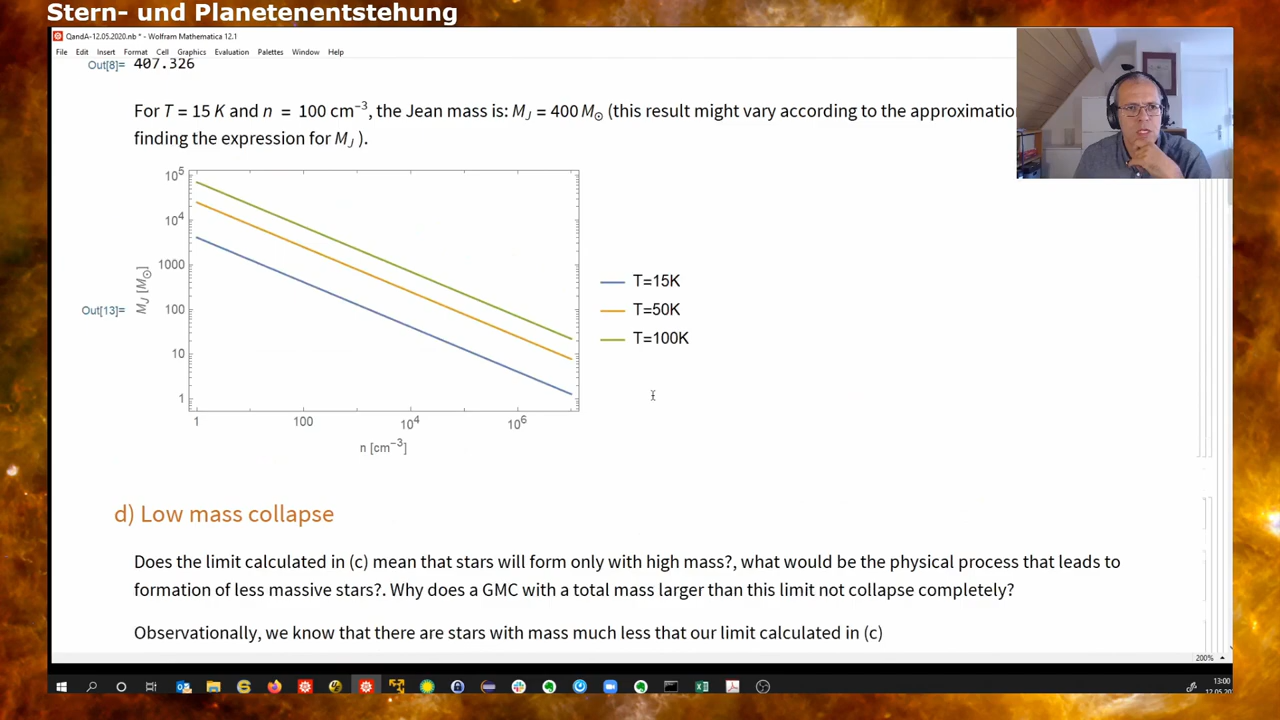 Stern- und Planetenentstehung
QandA-12.05.2020.nb * - Wolfram Mathematica 12.1
File Edit Insert Format Cell Graphics Evaluation Palettes Window Help
Out[8]= 407.326
For T = 15 K and n = 100 cm⁻³, the Jean mass is: M_J = 400 M☉ (this result might vary according to the
finding the expression for M_J ).
10⁵
10⁴
1000
100
10
1
M_J [M☉]
Out[13]=
1 100 10⁴ 10⁶
n [cm⁻³]
T=15K
T=50K
T=100K
d) Low mass collapse
Does the limit calculated in (c) mean that stars will form only with high mass?, what would be the physical process that leads to
formation of less massive stars?. Why does a GMC with a total mass larger than this limit not collapse completely?
Observationally, we know that there are stars with mass much less that our limit calculated in (c)
200%
13:00